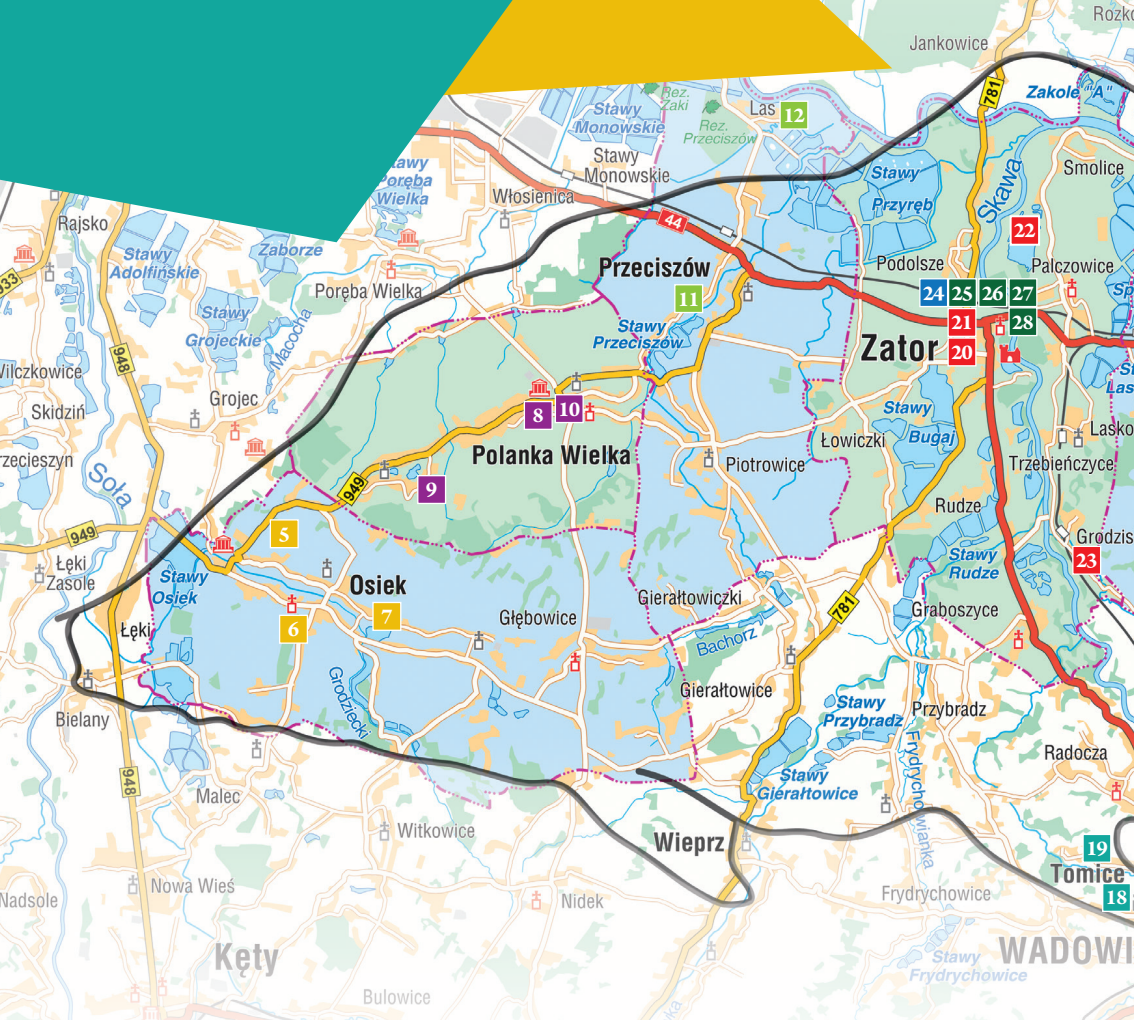 Jankowice
781
Zakole "A"
Rez.
Żaki
Las
12
Stawy
Monowskie
Rez.
Przeciszów
Stawy
Monowskie
Smolice
Stawy
Przyręb
Skawa
Poręba
Wielka
Włosienica
44
22
Rajsko
Zaborze
Stawy
Adolfińskie
933
Przeciszów
Podolsze
Palczowice
Poręba Wielka
11
24
25
26
27
21
28
Stawy
Grojeckie
Macocha
Stawy
Przeciszów
948
Zator
20
Wilczkowice
Grojec
8
10
Skidziń
Stawy
Bugaj
Łowiczki
Polanka Wielka
Piotrowice
Trzebieńczyce
Soła
9
949
Rudze
949
5
Grodzis
23
Łęki
Zasole
Stawy
Osiek
Stawy
Rudze
Osiek
Gierałtowiczki
781
Graboszyce
7
Głębowice
6
Łęki
Bachorz
Grodziecki
Gierałtowice
Bielany
Stawy
Przybradz
Przybradz
Radocza
948
Stawy
Gierałtowice
Malec
Frydrychowianka
Witkowice
Wieprz
19
Tomice
18
Nowa Wieś
Nadsole
Nidek
Frydrychowice
Kęty
WADOWI
Stawy
Frydrychowice
Bulowice